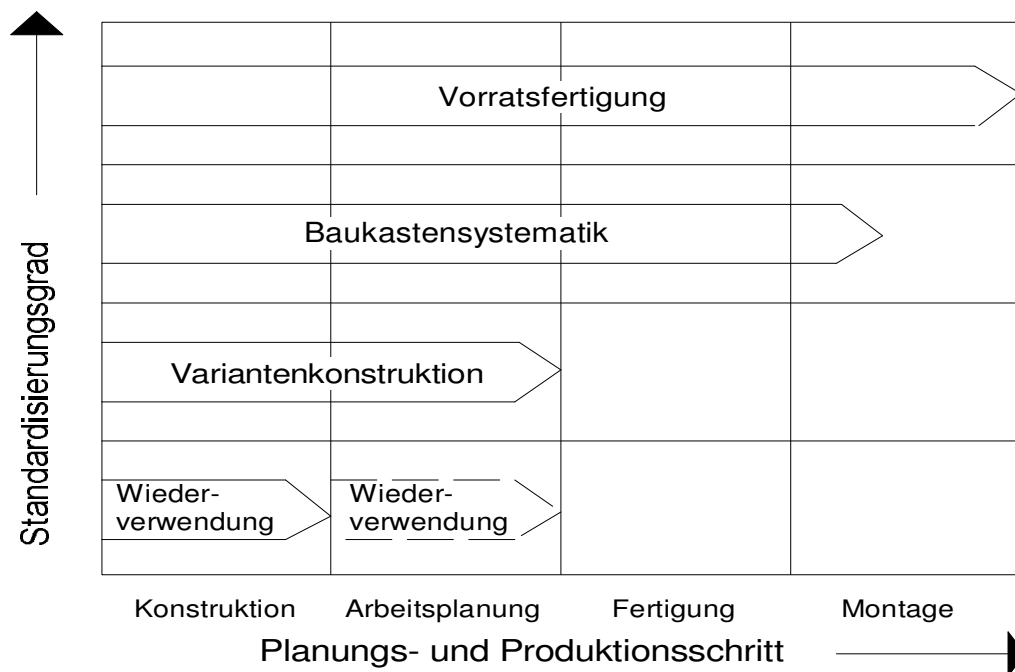 Standardisierungsgrad
Vorratsfertigung
Baukastensystematik
Variantenkonstruktion
Wieder-
verwendung
Wieder-
verwendung
Konstruktion
Arbeitsplanung
Fertigung
Montage
Planungs- und Produktionsschritt